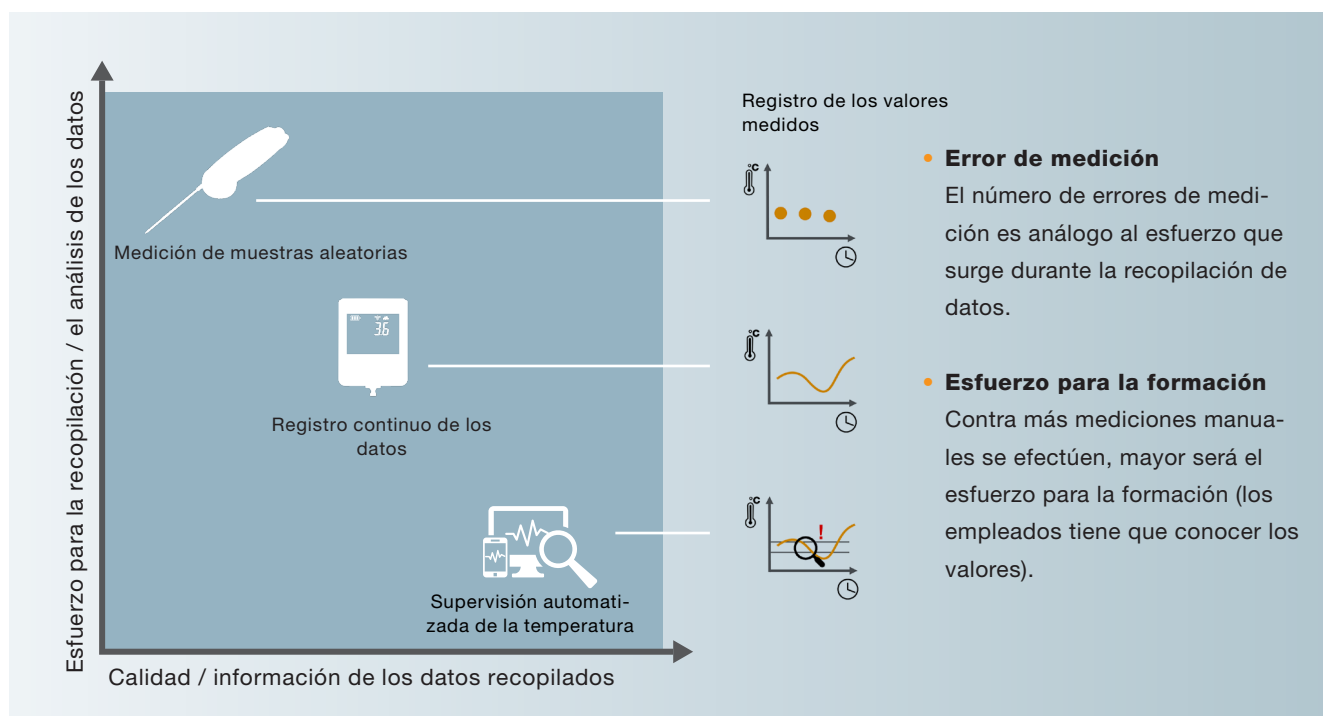 Esfuerzo para la recopilación / el análisis de los datos
Medición de muestras aleatorias
3.6
Registro continuo de los
datos
Supervisión automati-
zada de la temperatura
Calidad / información de los datos recopilados
Registro de los valores
medidos
°C
°C
°C
!
• Error de medición
El número de errores de medi-
ción es análogo al esfuerzo que
surge durante la recopilación de
datos.
• Esfuerzo para la formación
Contra más mediciones manua-
les se efectúen, mayor será el
esfuerzo para la formación (los
empleados tiene que conocer los
valores).